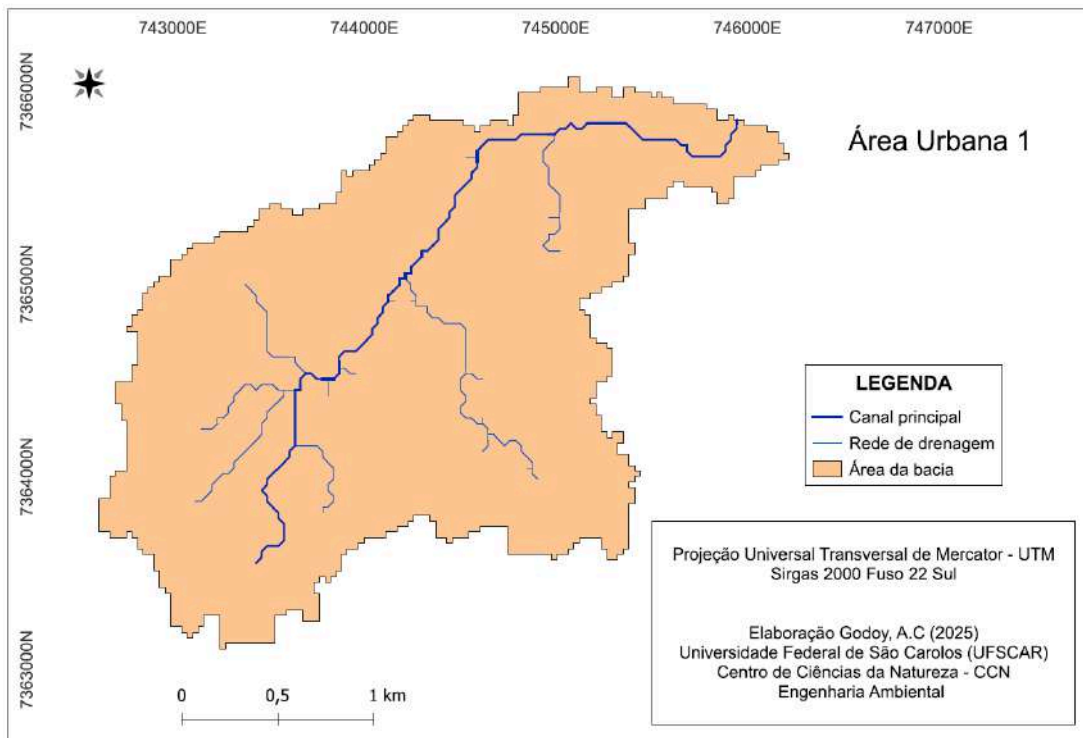 743000E 744000E 745000E 746000E 747000E
7366000N
7365000N
7364000N
7363000N
Área Urbana 1
LEGENDA
Canal principal
Rede de drenagem
Área da bacia
Projeção Universal Transversal de Mercator - UTM
Sirgas 2000 Fuso 22 Sul
Elaboração Godoy, A.C (2025)
Universidade Federal de São Carolos (UFSCAR)
Centro de Ciências da Natureza - CCN
Engenharia Ambiental
0 0,5 1 km